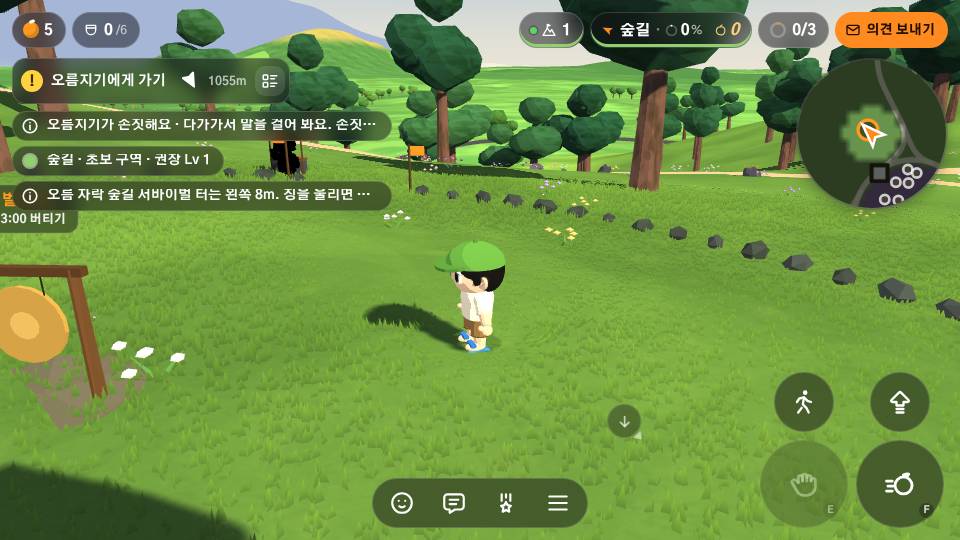 5
0/6
1
숲길 · 0% 0
0/3
의견 보내기
! 오름지기에게 가기 1055m
오름지기가 손짓해요 · 다가가서 말을 걸어 봐요. 손짓···
숲길 · 초보 구역 · 권장 Lv 1
오름 자락 숲길 서바이벌 터는 왼쪽 8m. 징을 울리면 ···
3:00 버티기
E
F